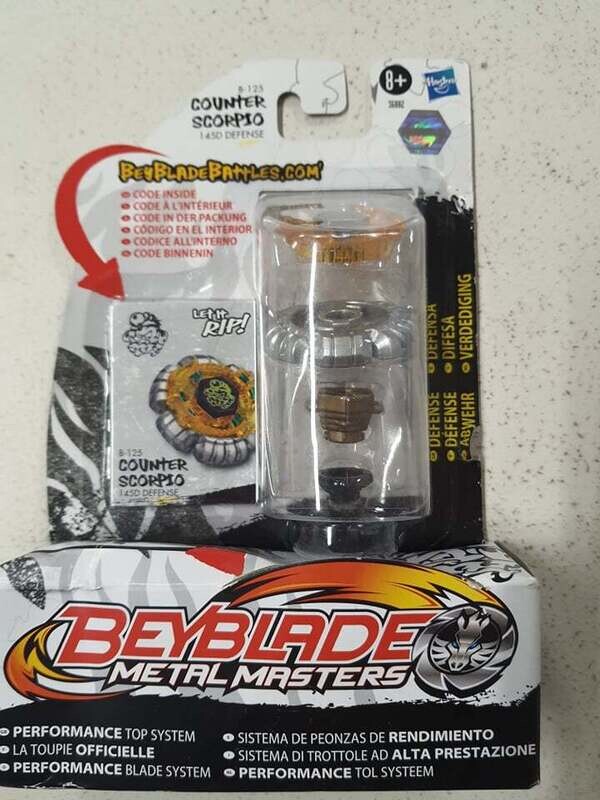 B-125
COUNTER
SCORPIO
145D DEFENSE
8+
Hasbro
BEYBLADEBATTLES.COM
CODE INSIDE
CODE À L'INTÉRIEUR
CODE IN DER PACKUNG
CÓDIGO EN EL INTERIOR
CODICE ALL'INTERNO
CODE BINNENIN
LET IT
RIP!
B-125
COUNTER
SCORPIO
145D DEFENSE
DEFENSE
DÉFENSE
ABWEHR
DEFENSA
DIFESA
VERDEDIGING
BEYBLADE
METAL MASTERS
PERFORMANCE TOP SYSTEM
LA TOUPIE OFFICIELLE
PERFORMANCE BLADE SYSTEM
SISTEMA DE PEONZAS DE RENDIMIENTO
SISTEMA DI TROTTOLE AD ALTA PRESTAZIONE
PERFORMANCE TOL SYSTEEM